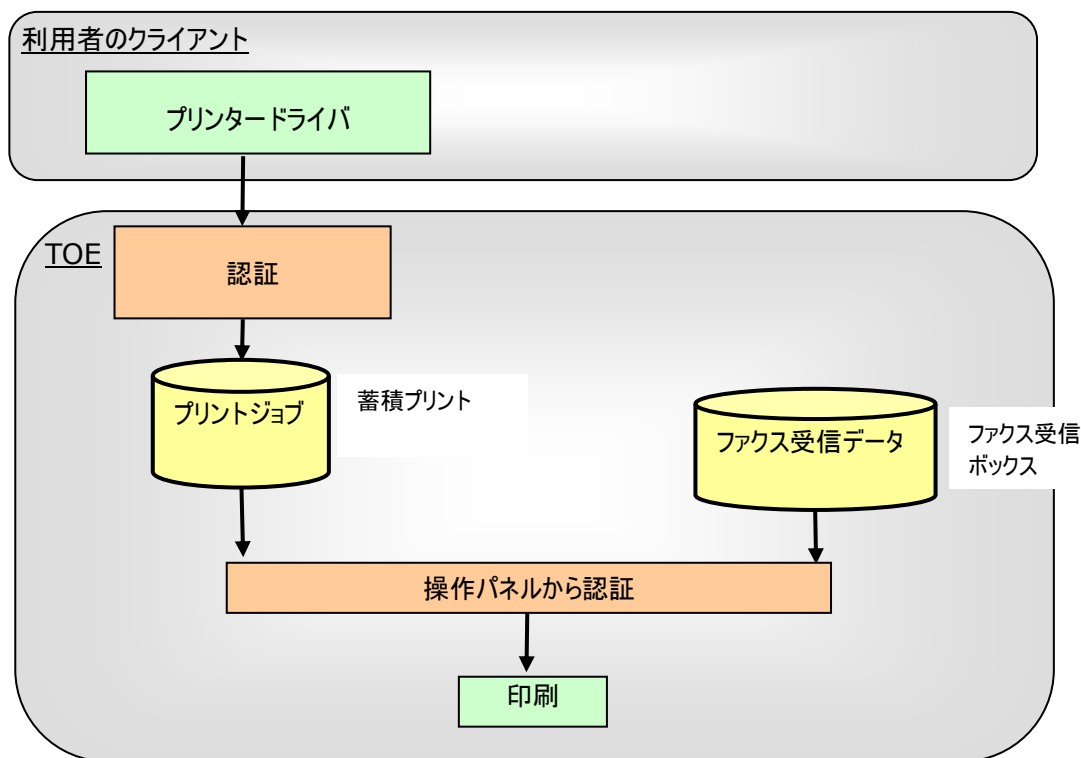 利用者のクライアント
プリンタードライバ
TOE
認証
プリントジョブ
蓄積プリント
ファクス受信データ
ファクス受信
ボックス
操作パネルから認証
印刷